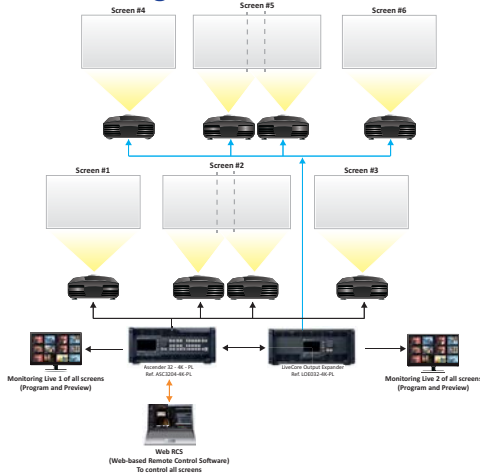 Screen #4
Screen #5
Screen #6
Screen #1
Screen #2
Screen #3
Ascender 32 - 4K - PL
Ref. ASC3204-4K-PL
LiveCore Output Expander
Ref. LOE032-4K-PL
Monitoring Live 1 of all screens
(Program and Preview)
Monitoring Live 2 of all screens
(Program and Preview)
Web RCS
(Web-based Remote Control Software)
To control all screens